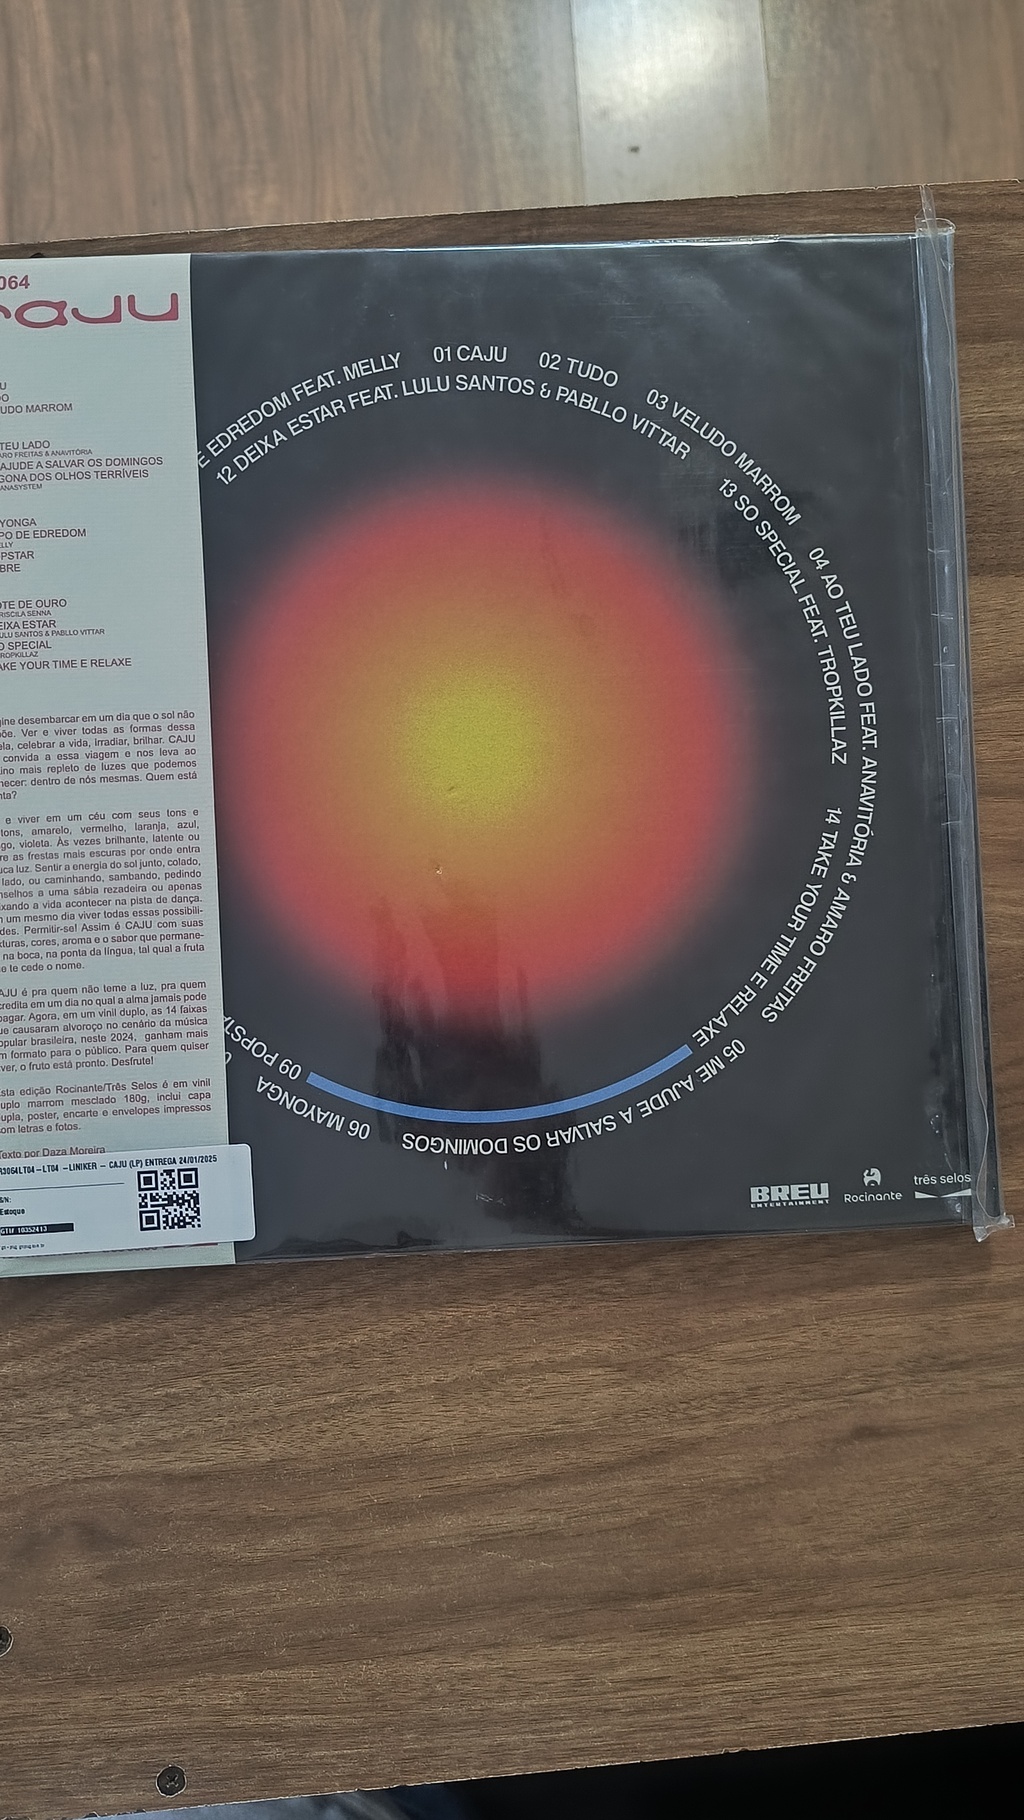 064
caju
UDO MARROM
TEU LADO
ARO FREITAS & ANAVITÓRIA
AJUDE A SALVAR OS DOMINGOS
GONA DOS OLHOS TERRÍVEIS
ANASYSTEM
YONGA
PO DE EDREDOM
LLY
PSTAR
BRE
OTE DE OURO
RISCILA SENNA
EIXA ESTAR
ULU SANTOS & PABLLO VITTAR
O SPECIAL
ROPKILLAZ
AKE YOUR TIME E RELAXE
gine desembarcar em um dia que o sol não
põe. Ver e viver todas as formas dessa
ela, celebrar a vida, irradiar, brilhar. CAJU
convida a essa viagem e nos leva ao
ino mais repleto de luzes que podemos
hecer: dentro de nós mesmas. Quem está
nta?
e viver em um céu com seus tons e
tons, amarelo, vermelho, laranja, azul,
go, violeta. Às vezes brilhante, latente ou
re as frestas mais escuras por onde entra
uca luz. Sentir a energia do sol junto, colado,
lado, ou caminhando, sambando, pedindo
nselhos a uma sábia rezadeira ou apenas
ixando a vida acontecer na pista de dança.
m um mesmo dia viver todas essas possibili-
des. Permitir-se! Assim é CAJU com suas
xturas, cores, aroma e o sabor que permane-
na boca, na ponta da língua, tal qual a fruta
e te cedo o nome.
AJU é pra quem não teme a luz, pra quem
credita em um dia no qual a alma jamais pode
pagar. Agora, em um vinil duplo, as 14 faixas
ue causaram alvoroço no cenário da música
opular brasileira, neste 2024, ganham mais
m formato para o público. Para quem quiser
ver, o fruto está pronto. Desfrute!
sta edição Rocinante/Três Selos é em vinil
uplo marrom mesclado 180g, inclui capa
upla, poster, encarte e envelopes impressos
om letras e fotos.
Texto por Daza Moreira
R3064LT04-LT04 -LINIKER - CAJU (LP) ENTREGA 24/01/2025
S/N:
Estoque
10352413
E EDREDOM FEAT. MELLY
01 CAJU
02 TUDO
03 VELUDO MARROM
04 AO TEU LADO FEAT. ANAVITÓRIA & AMARO FREITAS
05 ME AJUDE A SALVAR OS DOMINGOS
06 MAYONGA
09 POPSTA
12 DEIXA ESTAR FEAT. LULU SANTOS & PABLLO VITTAR
13 SO SPECIAL FEAT. TROPKILLAZ
14 TAKE YOUR TIME E RELAXE
BREU
ENTERTAINMENT
Rocinante
três selos